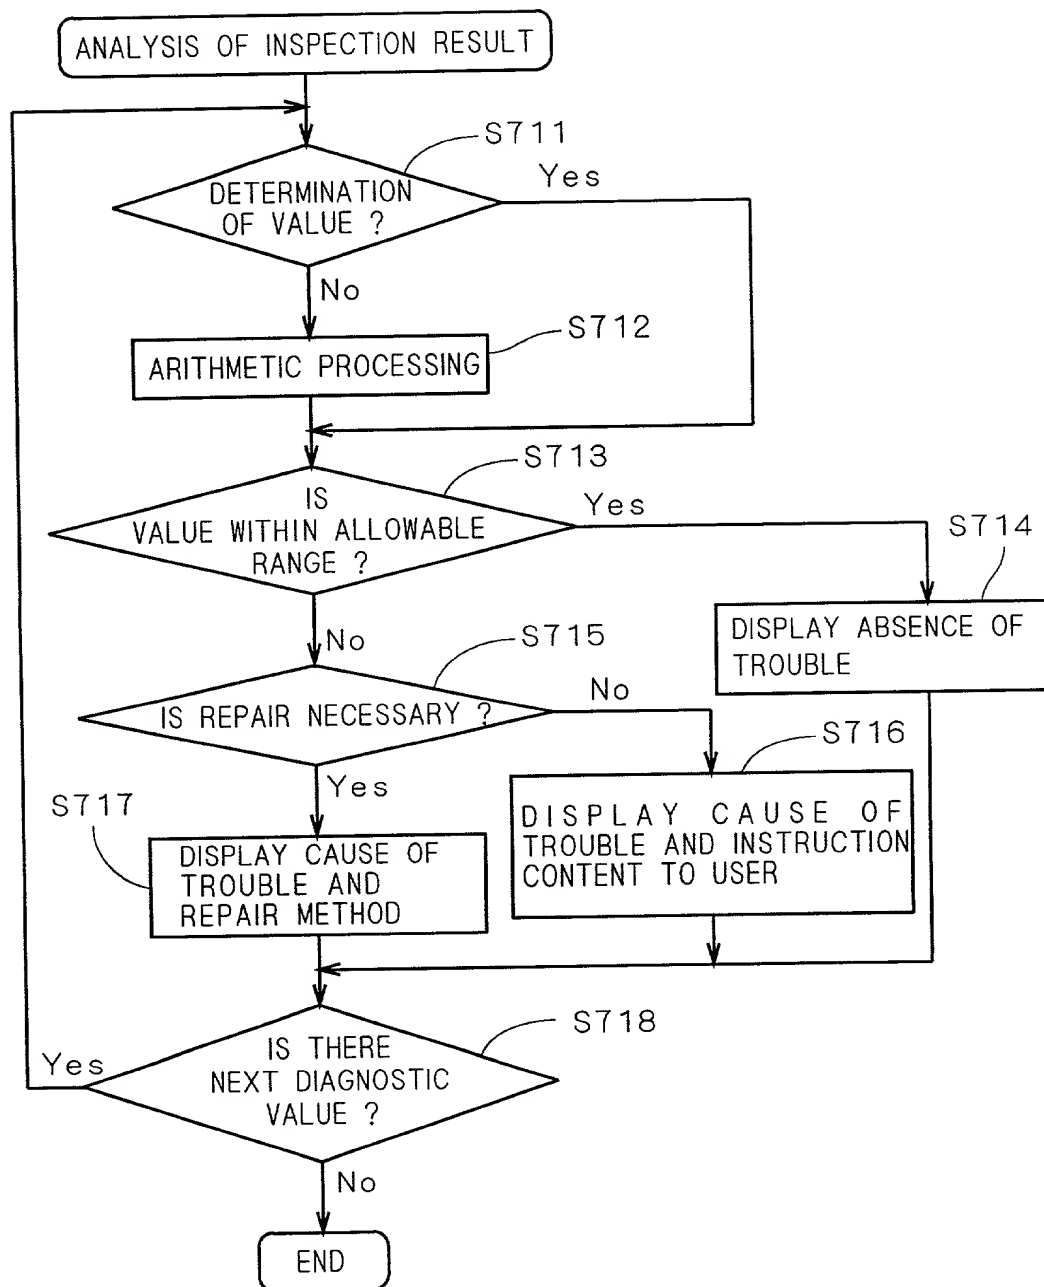 ANALYSIS OF INSPECTION RESULT
S711
DETERMINATION
OF VALUE ?
Yes
No
S712
ARITHMETIC PROCESSING
S713
IS
VALUE WITHIN ALLOWABLE
RANGE ?
Yes
S714
DISPLAY ABSENCE OF
TROUBLE
No
S715
IS REPAIR NECESSARY ?
No
S716
DISPLAY CAUSE OF
TROUBLE AND INSTRUCTION
CONTENT TO USER
Yes
S717
DISPLAY CAUSE OF
TROUBLE AND
REPAIR METHOD
S718
IS THERE
NEXT DIAGNOSTIC
VALUE ?
Yes
No
END